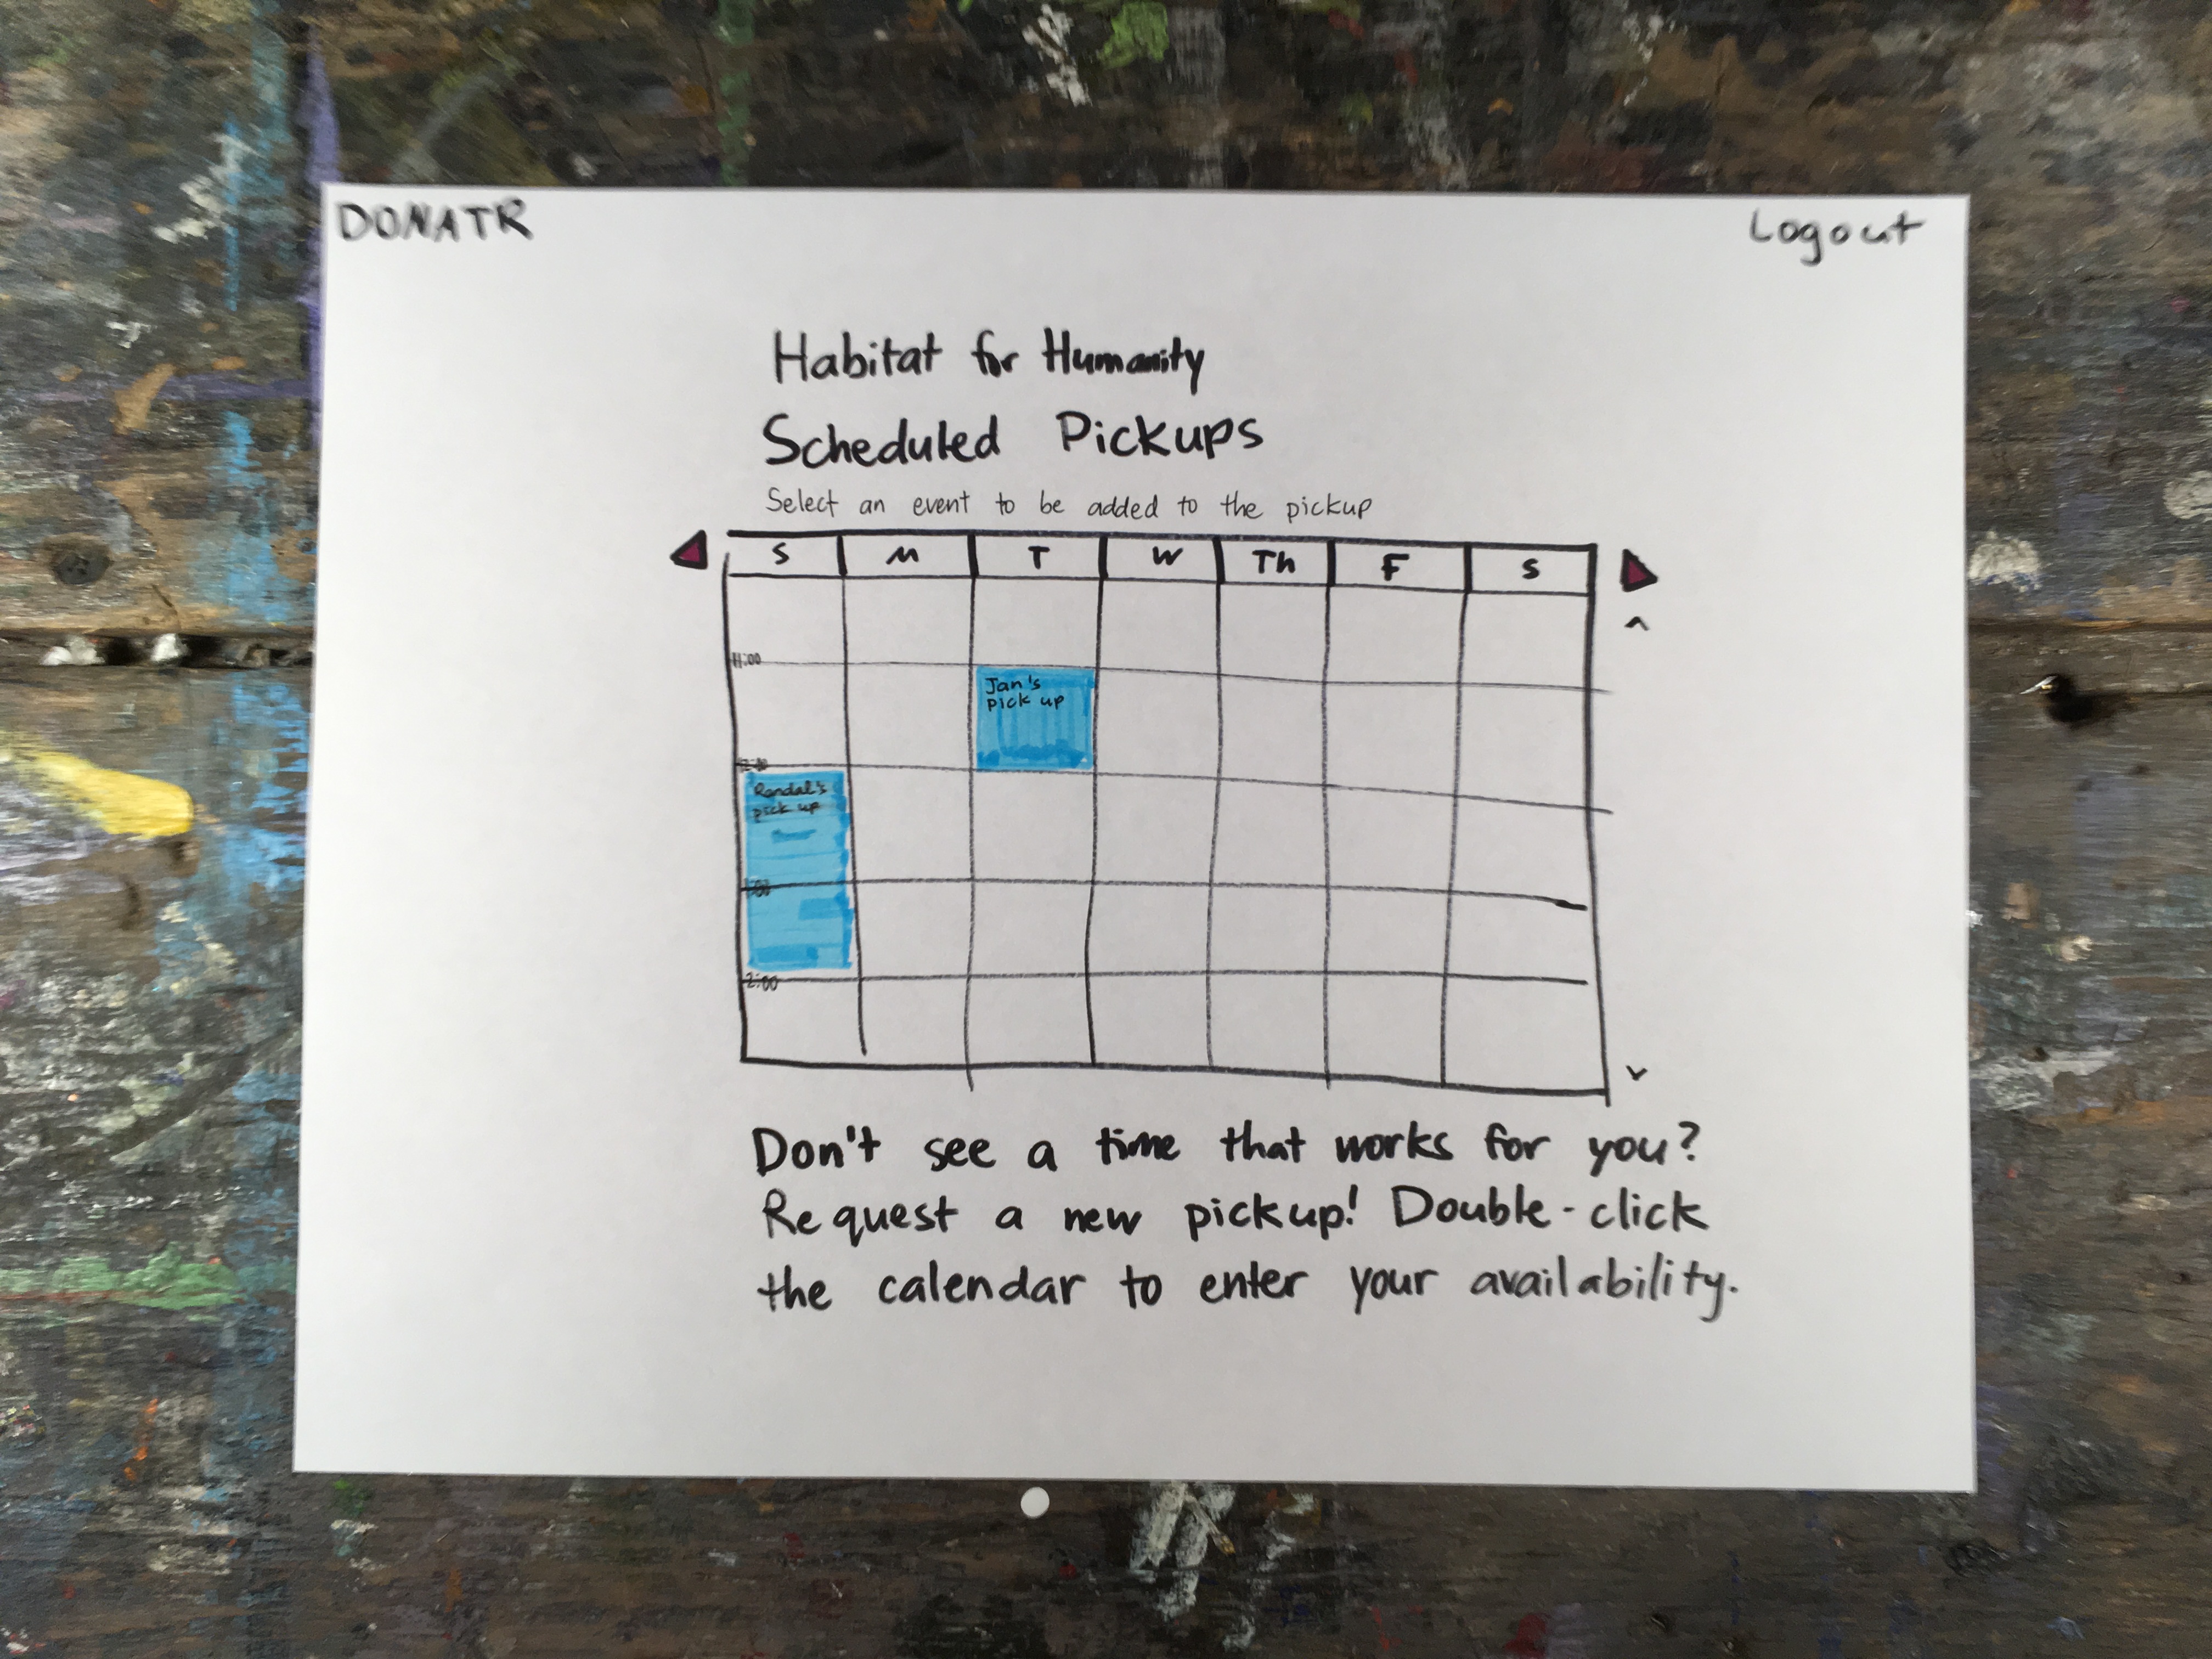 DONATR
Logout
Habitat for Humanity
Scheduled Pickups
Select an event to be added to the pickup
S M T W Th F S
11:00
Jan's
pick up
12:00
Randal's
pick up
1:00
2:00
Don't see a time that works for you?
Request a new pickup! Double-click
the calendar to enter your availability.